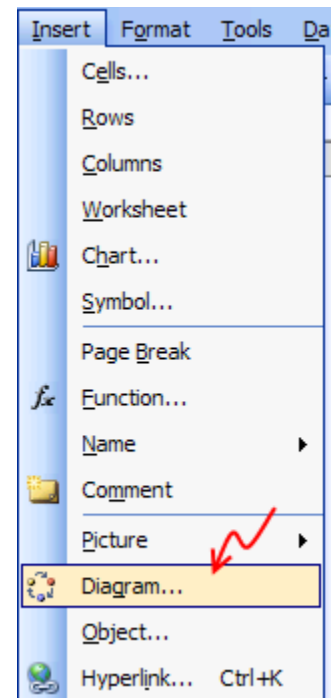 Insert Format Tools Da
Cells...
Rows
Columns
Worksheet
Chart...
Symbol...
Page Break
fx Function...
Name
Comment
Picture
Diagram...
Object...
Hyperlink... Ctrl+K